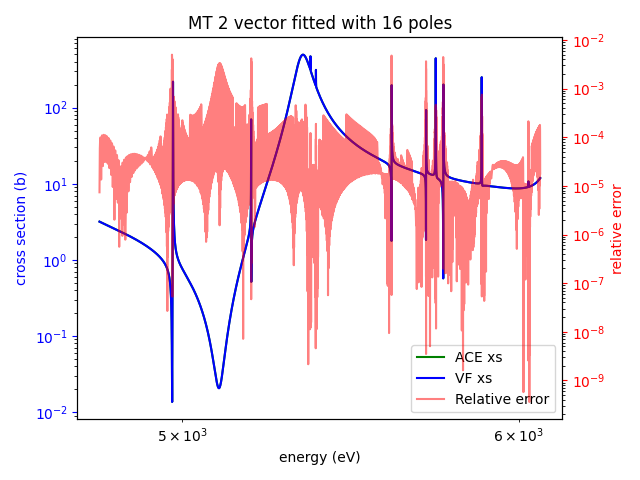 MT 2 vector fitted with 16 poles
cross section (b)
10²
10¹
10⁰
10⁻¹
10⁻²
10⁻²
10⁻³
10⁻⁴
10⁻⁵
10⁻⁶
10⁻⁷
10⁻⁸
10⁻⁹
relative error
ACE xs
VF xs
Relative error
5 × 10³
6 × 10³
energy (eV)